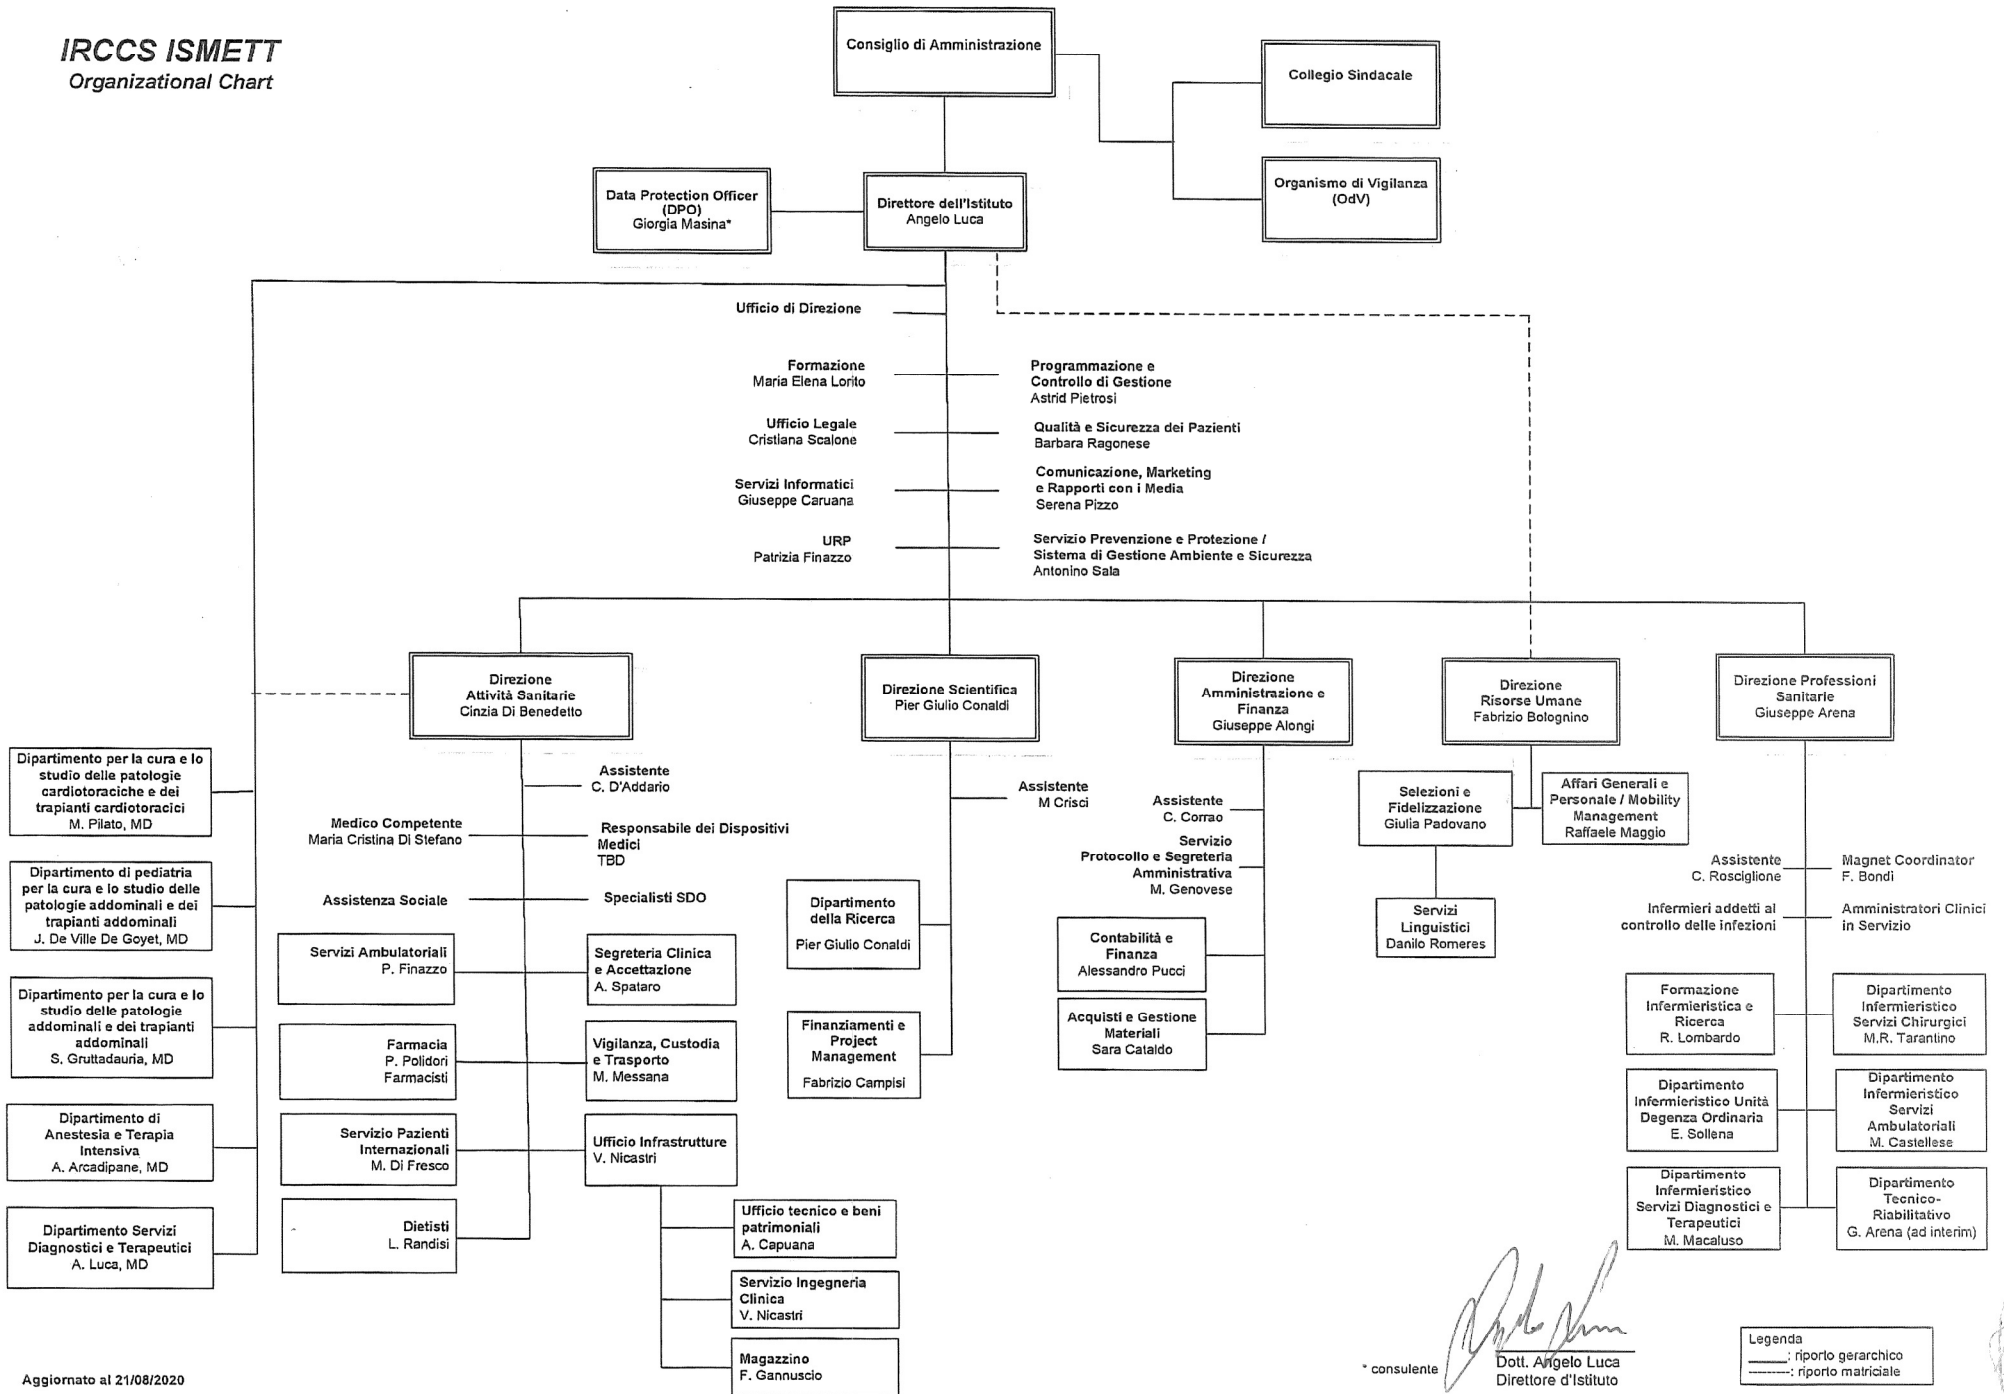 IRCCS ISMETT
Organizational Chart
Consiglio di Amministrazione
Collegio Sindacale
Organismo di Vigilanza
(OdV)
Data Protection Officer
(DPO)
Giorgia Masina*
Direttore dell'Istituto
Angelo Luca
Ufficio di Direzione
Formazione
Maria Elena Lorito
Programmazione e
Controllo di Gestione
Astrid Pietrosi
Ufficio Legale
Cristiana Scalone
Qualità e Sicurezza dei Pazienti
Barbara Ragonese
Servizi Informatici
Giuseppe Caruana
Comunicazione, Marketing
e Rapporti con i Media
Serena Pizzo
URP
Patrizia Finazzo
Servizio Prevenzione e Protezione /
Sistema di Gestione Ambiente e Sicurezza
Antonino Sala
Direzione
Attività Sanitarie
Cinzia Di Benedetto
Direzione Scientifica
Pier Giulio Conaldi
Direzione
Amministrazione e
Finanza
Giuseppe Alongi
Direzione
Risorse Umane
Fabrizio Bolognino
Direzione Professioni
Sanitarie
Giuseppe Arena
Dipartimento per la cura e lo
studio delle patologie
cardiotoraciche e dei
trapianti cardiotoracici
M. Pilato, MD
Dipartimento di pediatria
per la cura e lo studio delle
patologie addominali e dei
trapianti addominali
J. De Ville De Goyet, MD
Dipartimento per la cura e lo
studio delle patologie
addominali e dei trapianti
addominali
S. Gruttadauria, MD
Dipartimento di
Anestesia e Terapia
Intensiva
A. Arcadipane, MD
Dipartimento Servizi
Diagnostici e Terapeutici
A. Luca, MD
Assistente
C. D'Addario
Medico Competente
Maria Cristina Di Stefano
Responsabile dei Dispositivi
Medici
TBD
Assistenza Sociale
Specialisti SDO
Servizi Ambulatoriali
P. Finazzo
Segreteria Clinica
e Accettazione
A. Spataro
Farmacia
P. Polidori
Farmacisti
Vigilanza, Custodia
e Trasporto
M. Messana
Servizio Pazienti
Internazionali
M. Di Fresco
Ufficio Infrastrutture
V. Nicastri
Dietisti
L. Randisi
Ufficio tecnico e beni
patrimoniali
A. Capuana
Servizio Ingegneria
Clinica
V. Nicastri
Magazzino
F. Gannuscio
Assistente
M Crisci
Dipartimento
della Ricerca
Pier Giulio Conaldi
Finanziamenti e
Project
Management
Fabrizio Campisi
Assistente
C. Corrao
Servizio
Protocollo e Segreteria
Amministrativa
M. Genovese
Contabilità e
Finanza
Alessandro Pucci
Acquisti e Gestione
Materiali
Sara Cataldo
Selezioni e
Fidelizzazione
Giulia Padovano
Affari Generali e
Personale / Mobility
Management
Raffaele Maggio
Servizi
Linguistici
Danilo Romeres
Assistente
C. Rosciglione
Magnet Coordinator
F. Bondi
Infermieri addetti al
controllo delle infezioni
Amministratori Clinici
in Servizio
Formazione
Infermieristica e
Ricerca
R. Lombardo
Dipartimento
Infermieristico
Servizi Chirurgici
M.R. Tarantino
Dipartimento
Infermieristico Unità
Degenza Ordinaria
E. Sollena
Dipartimento
Infermieristico
Servizi
Ambulatoriali
M. Castellese
Dipartimento
Infermieristico
Servizi Diagnostici e
Terapeutici
M. Macaluso
Dipartimento
Tecnico-
Riabilitativo
G. Arena (ad interim)
* consulente
Dott. Angelo Luca
Direttore d'Istituto
Legenda
: riporto gerarchico
: riporto matriciale
Aggiornato al 21/08/2020